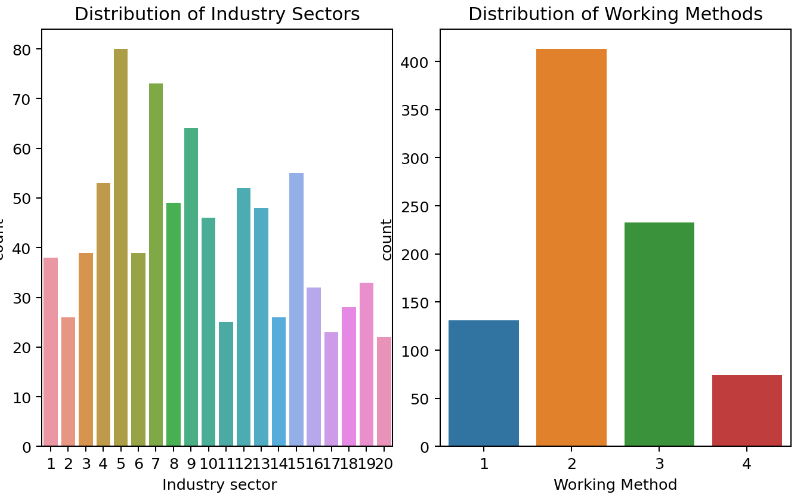 Distribution of Industry Sectors
80
70
60
50
40
30
20
10
0
count
1 2 3 4 5 6 7 8 9 10 11 12 13 14 15 16 17 18 19 20
Industry sector
Distribution of Working Methods
400
350
300
250
200
150
100
50
0
count
1 2 3 4
Working Method